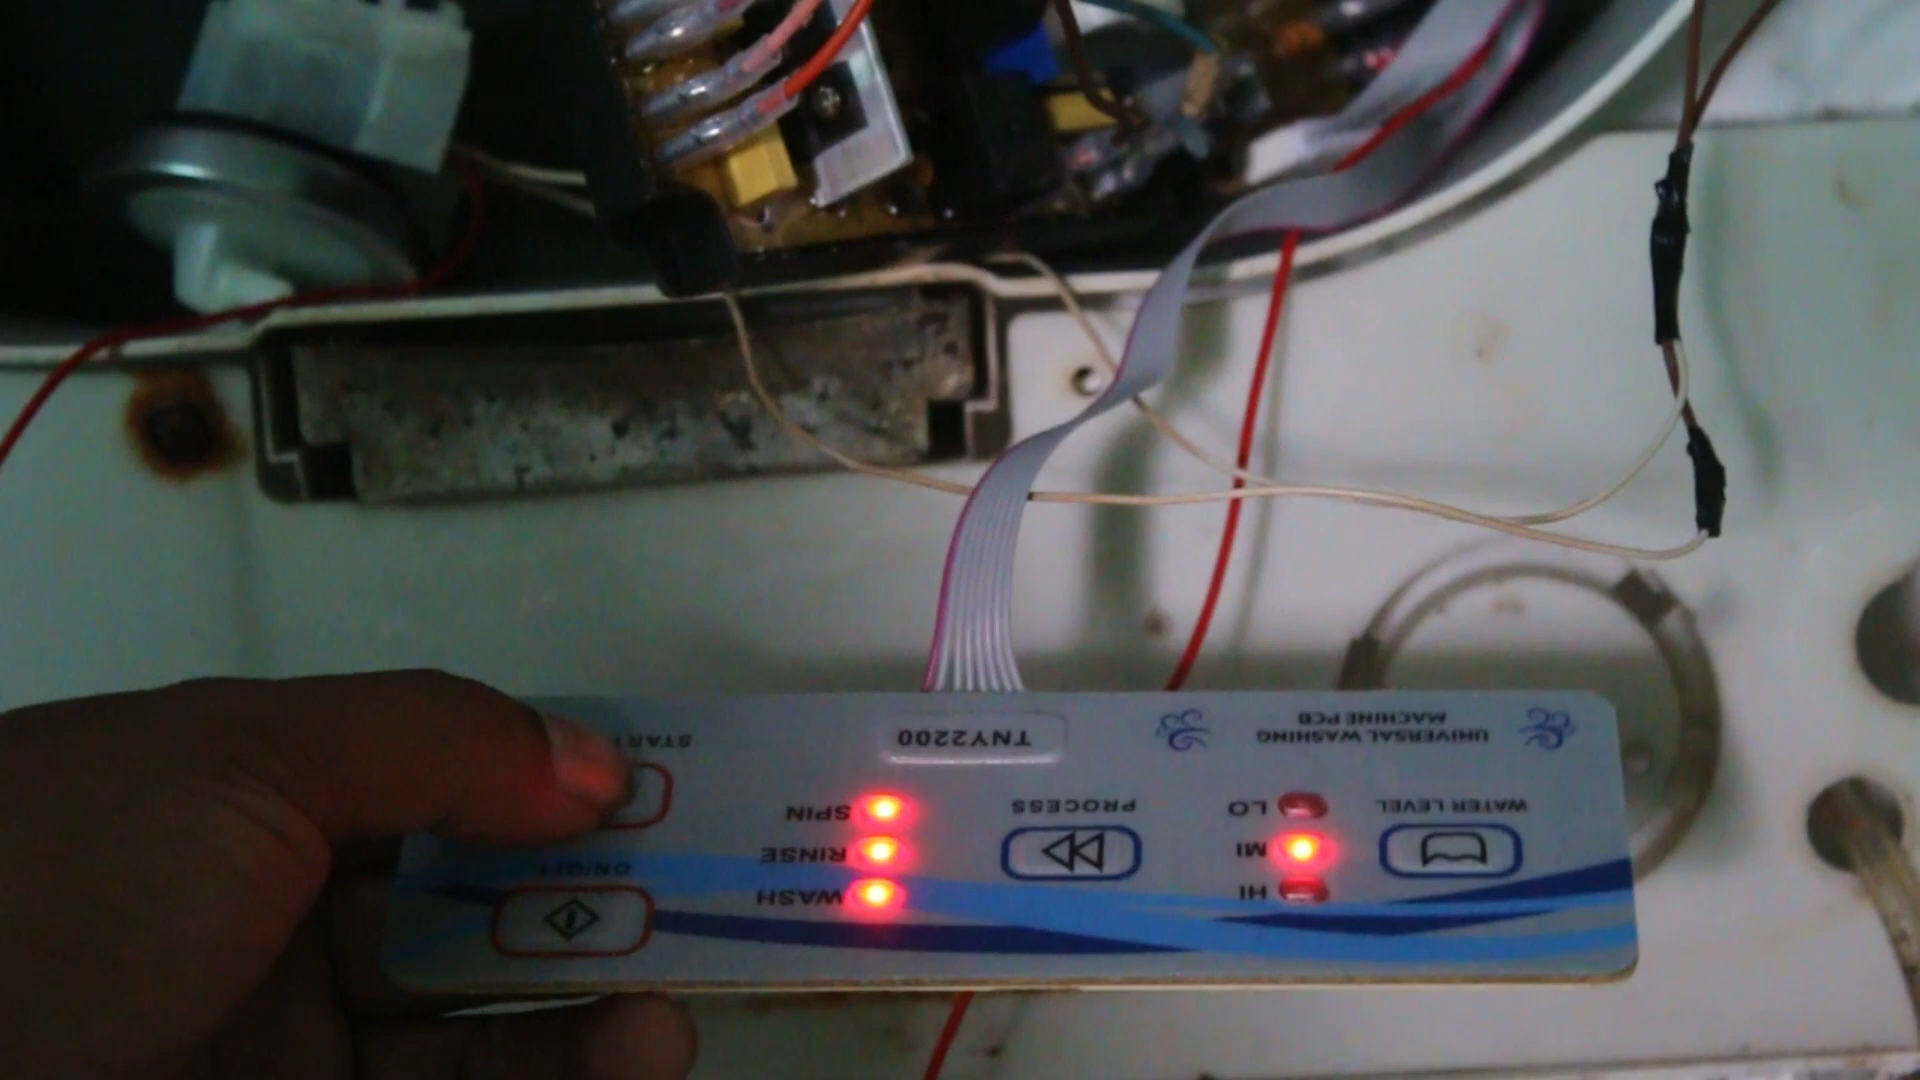 UNIVERSAL WASHING
MACHINE PCB
TNY2200
START
WATER LEVEL
LO
MI
HI
PROCESS
SPIN
RINSE
WASH
ON/OFF